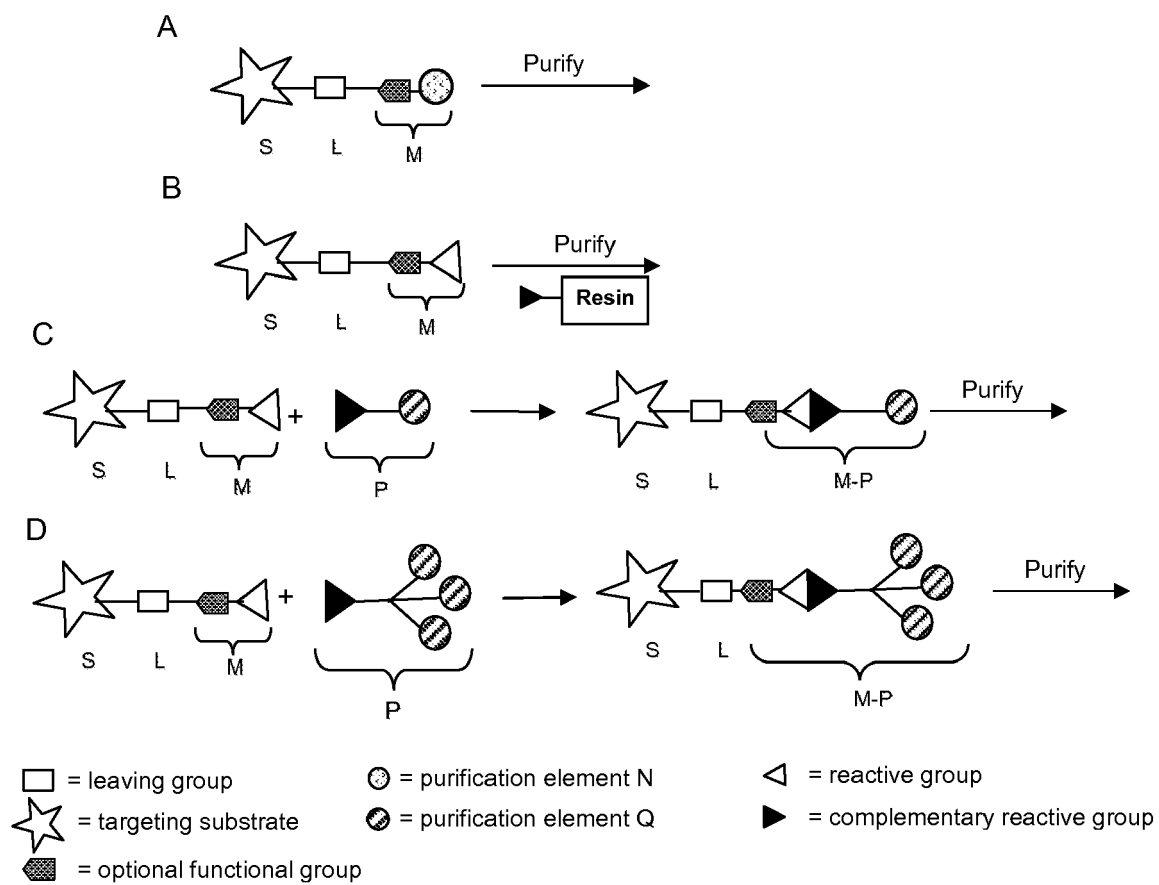 A
Purify
S L M
B
Purify
Resin
S L M
C
+
Purify
S L M
P
S L M-P
D
+
Purify
S L M
P
S L M-P
= leaving group
= purification element N
= reactive group
= targeting substrate
= purification element Q
= complementary reactive group
= optional functional group